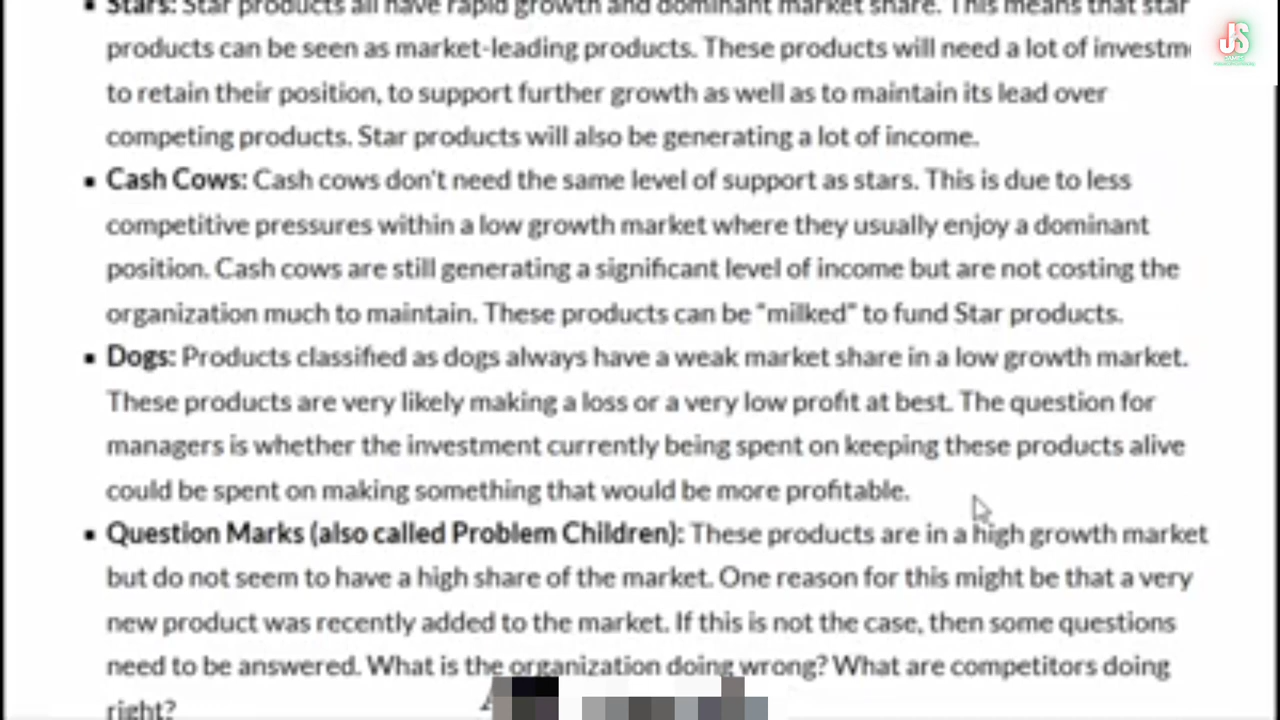 Stars: Star products all have rapid growth and dominant market share. This means that star
products can be seen as market-leading products. These products will need a lot of investm
to retain their position, to support further growth as well as to maintain its lead over
competing products. Star products will also be generating a lot of income.
Cash Cows: Cash cows don't need the same level of support as stars. This is due to less
competitive pressures within a low growth market where they usually enjoy a dominant
position. Cash cows are still generating a significant level of income but are not costing the
organization much to maintain. These products can be "milked" to fund Star products.
Dogs: Products classified as dogs always have a weak market share in a low growth market.
These products are very likely making a loss or a very low profit at best. The question for
managers is whether the investment currently being spent on keeping these products alive
could be spent on making something that would be more profitable.
Question Marks (also called Problem Children): These products are in a high growth market
but do not seem to have a high share of the market. One reason for this might be that a very
new product was recently added to the market. If this is not the case, then some questions
need to be answered. What is the organization doing wrong? What are competitors doing
right?
JS